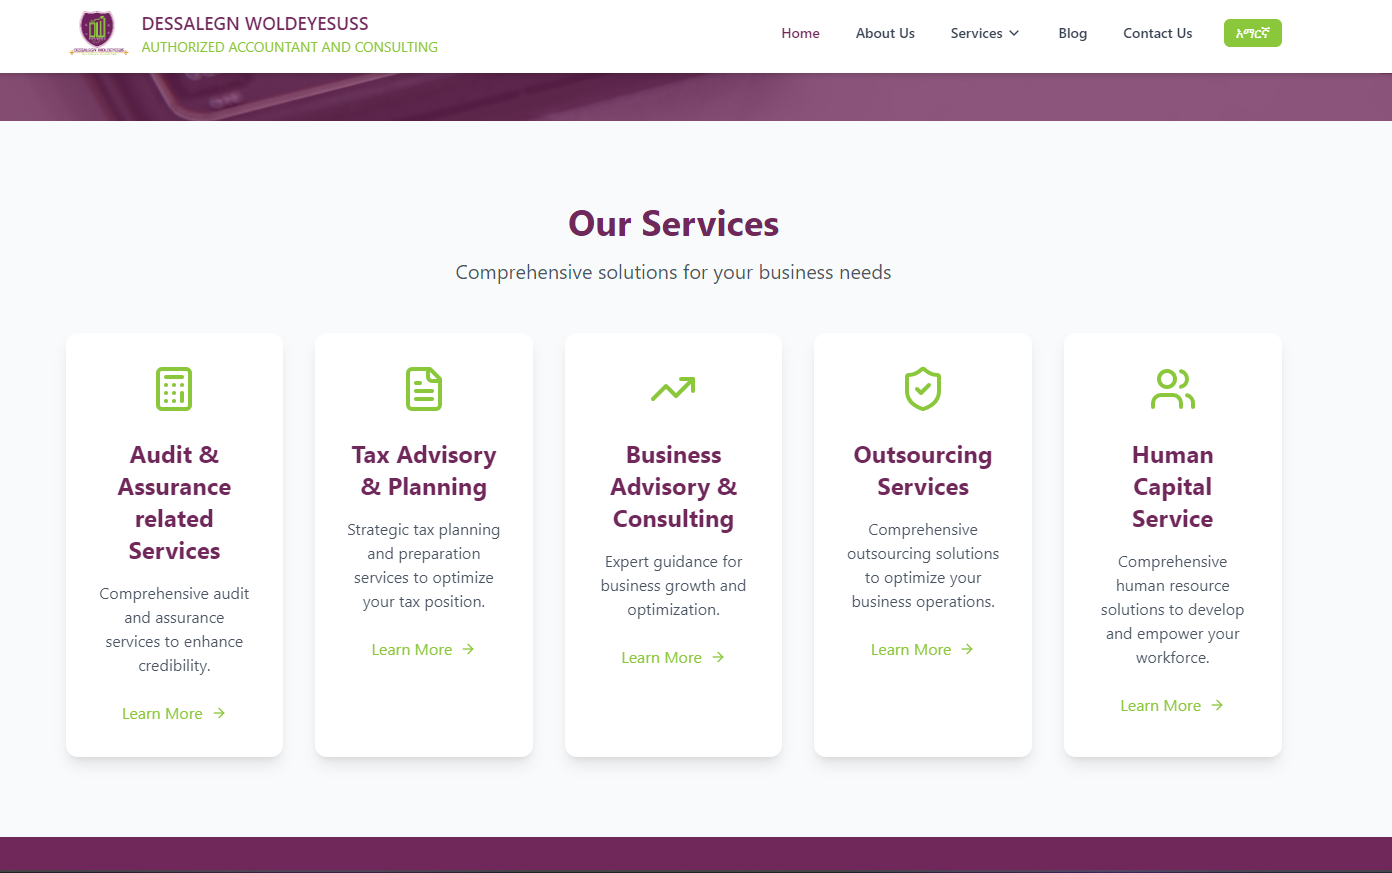 DESSALEGN WOLDEYESUSS
AUTHORIZED ACCOUNTANT AND CONSULTING
DESSALEGN WOLDEYESUS
Home
About Us
Services
Blog
Contact Us
አማርኛ
Our Services
Comprehensive solutions for your business needs
Audit &
Assurance
related
Services
Comprehensive audit
and assurance
services to enhance
credibility.
Learn More
Tax Advisory
& Planning
Strategic tax planning
and preparation
services to optimize
your tax position.
Learn More
Business
Advisory &
Consulting
Expert guidance for
business growth and
optimization.
Learn More
Outsourcing
Services
Comprehensive
outsourcing solutions
to optimize your
business operations.
Learn More
Human
Capital
Service
Comprehensive
human resource
solutions to develop
and empower your
workforce.
Learn More